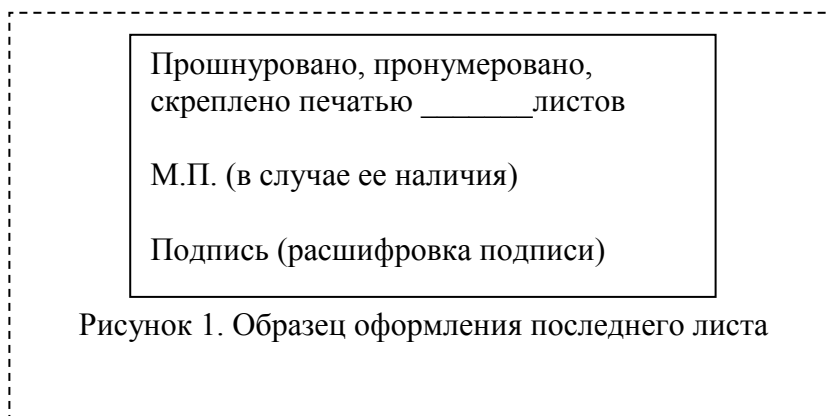 Прошнуровано, пронумеровано,
скреплено печатью _______листов
М.П. (в случае ее наличия)
Подпись (расшифровка подписи)
Рисунок 1. Образец оформления последнего листа